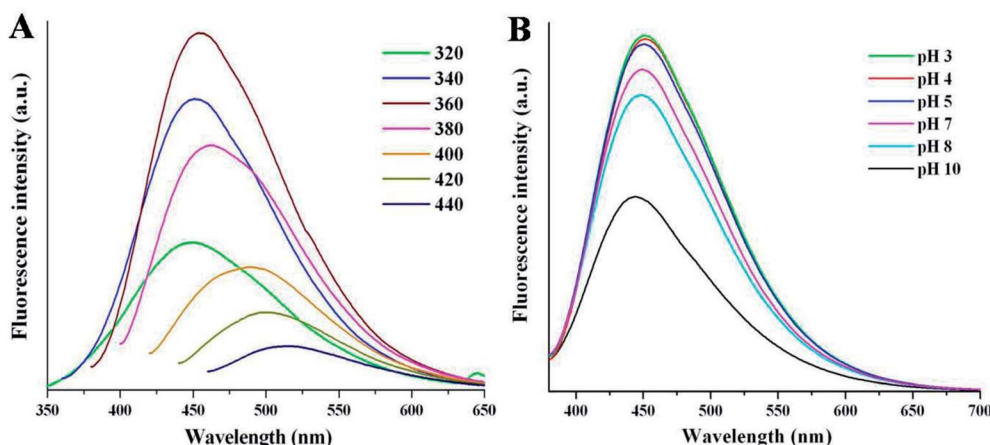 A
320
340
360
380
400
420
440
Fluorescence intensity (a.u.)
350 400 450 500 550 600 650
Wavelength (nm)
B
pH 3
pH 4
pH 5
pH 7
pH 8
pH 10
Fluorescence intensity (a.u.)
400 450 500 550 600 650 700
Wavelength (nm)